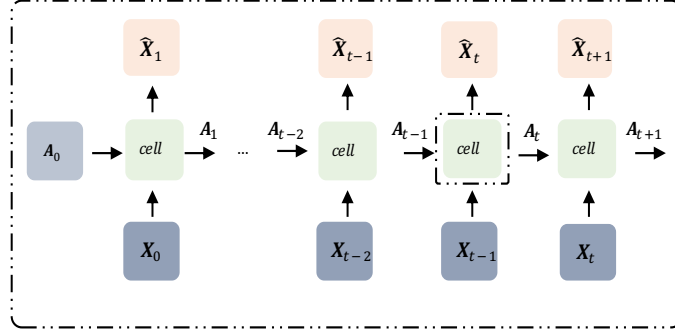 X̂₁ X̂ₜ₋₁ X̂ₜ X̂ₜ₊₁
A₀ cell A₁ ... Aₜ₋₂ cell Aₜ₋₁ cell Aₜ cell Aₜ₊₁
X₀ Xₜ₋₂ Xₜ₋₁ Xₜ